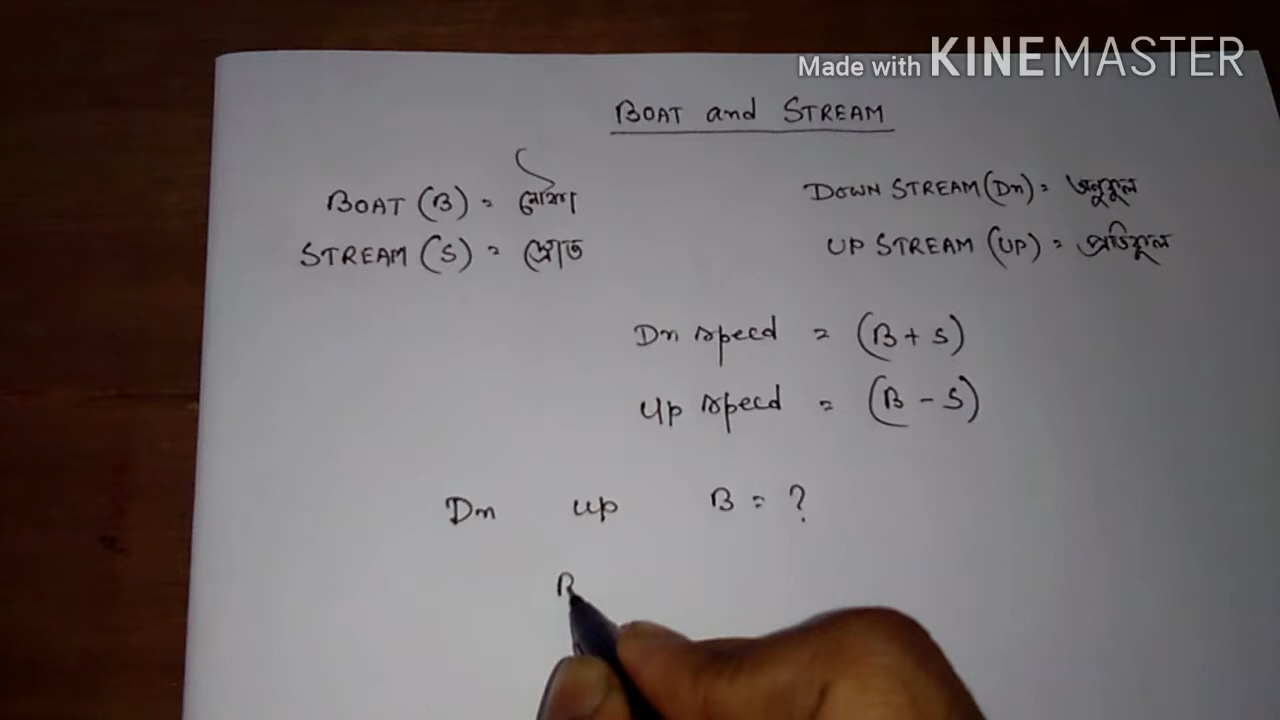 Made with KINEMASTER
BOAT and STREAM
BOAT (B) = নৌকা
STREAM (S) = স্রোত
DOWN STREAM (Dn) = অনুকূল
UP STREAM (UP) = প্রতিকূল
Dn speed = (B + S)
Up speed = (B - S)
Dn up B = ?
B